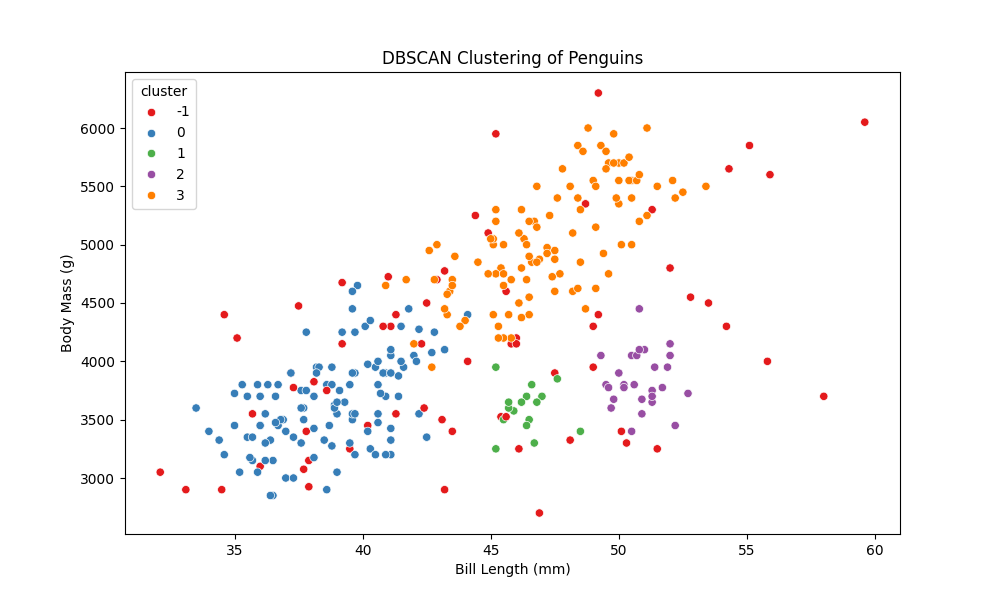 DBSCAN Clustering of Penguins
cluster
-1
0
1
2
3
Body Mass (g)
6000
5500
5000
4500
4000
3500
3000
35 40 45 50 55 60
Bill Length (mm)